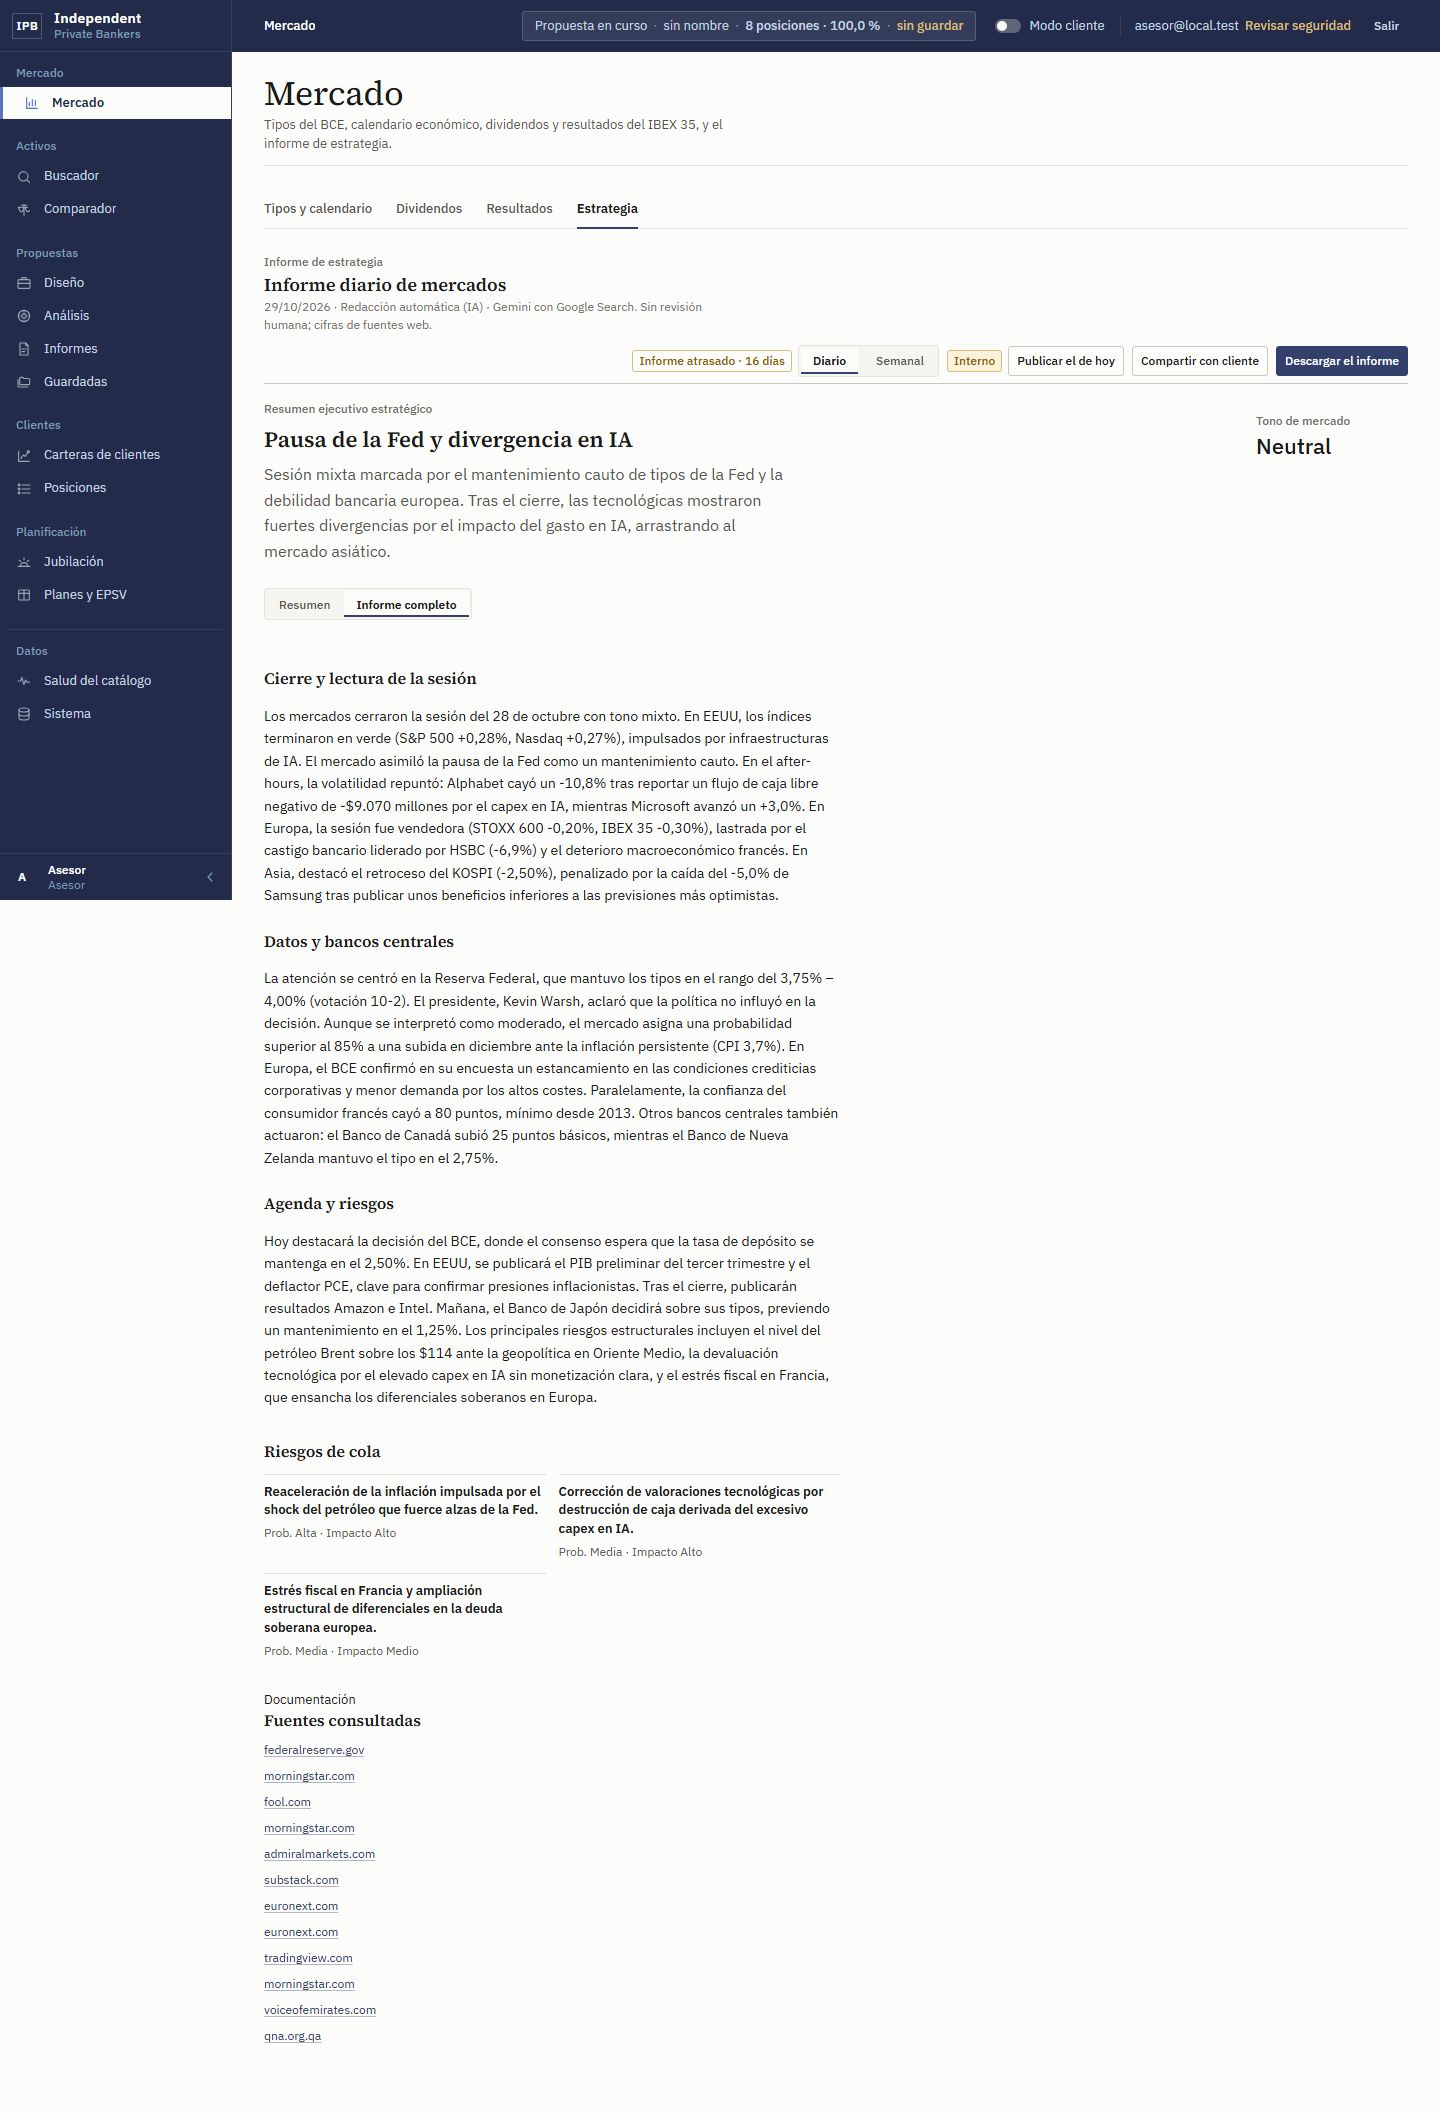 IPB
Independent
Private Bankers
Mercado
Mercado
Activos
Buscador
Comparador
Propuestas
Diseño
Análisis
Informes
Guardadas
Clientes
Carteras de clientes
Posiciones
Planificación
Jubilación
Planes y EPSV
Datos
Salud del catálogo
Sistema
A
Asesor
Asesor
Mercado
Propuesta en curso · sin nombre · 8 posiciones · 100,0 % · sin guardar
Modo cliente
asesor@local.test
Revisar seguridad
Salir
Mercado
Tipos del BCE, calendario económico, dividendos y resultados del IBEX 35, y el
informe de estrategia.
Tipos y calendario
Dividendos
Resultados
Estrategia
Informe de estrategia
Informe diario de mercados
29/10/2026 · Redacción automática (IA) · Gemini con Google Search. Sin revisión
humana; cifras de fuentes web.
Informe atrasado · 16 días
Diario
Semanal
Interno
Publicar el de hoy
Compartir con cliente
Descargar el informe
Resumen ejecutivo estratégico
Pausa de la Fed y divergencia en IA
Sesión mixta marcada por el mantenimiento cauto de tipos de la Fed y la
debilidad bancaria europea. Tras el cierre, las tecnológicas mostraron
fuertes divergencias por el impacto del gasto en IA, arrastrando al
mercado asiático.
Tono de mercado
Neutral
Resumen
Informe completo
Cierre y lectura de la sesión
Los mercados cerraron la sesión del 28 de octubre con tono mixto. En EEUU, los índices
terminaron en verde (S&P 500 +0,28%, Nasdaq +0,27%), impulsados por infraestructuras
de IA. El mercado asimiló la pausa de la Fed como un mantenimiento cauto. En el after-
hours, la volatilidad repuntó: Alphabet cayó un -10,8% tras reportar un flujo de caja libre
negativo de -$9.070 millones por el capex en IA, mientras Microsoft avanzó un +3,0%. En
Europa, la sesión fue vendedora (STOXX 600 -0,20%, IBEX 35 -0,30%), lastrada por el
castigo bancario liderado por HSBC (-6,9%) y el deterioro macroeconómico francés. En
Asia, destacó el retroceso del KOSPI (-2,50%), penalizado por la caída del -5,0% de
Samsung tras publicar unos beneficios inferiores a las previsiones más optimistas.
Datos y bancos centrales
La atención se centró en la Reserva Federal, que mantuvo los tipos en el rango del 3,75% –
4,00% (votación 10-2). El presidente, Kevin Warsh, aclaró que la política no influyó en la
decisión. Aunque se interpretó como moderado, el mercado asigna una probabilidad
superior al 85% a una subida en diciembre ante la inflación persistente (CPI 3,7%). En
Europa, el BCE confirmó en su encuesta un estancamiento en las condiciones crediticias
corporativas y menor demanda por los altos costes. Paralelamente, la confianza del
consumidor francés cayó a 80 puntos, mínimo desde 2013. Otros bancos centrales también
actuaron: el Banco de Canadá subió 25 puntos básicos, mientras el Banco de Nueva
Zelanda mantuvo el tipo en el 2,75%.
Agenda y riesgos
Hoy destacará la decisión del BCE, donde el consenso espera que la tasa de depósito se
mantenga en el 2,50%. En EEUU, se publicará el PIB preliminar del tercer trimestre y el
deflactor PCE, clave para confirmar presiones inflacionistas. Tras el cierre, publicarán
resultados Amazon e Intel. Mañana, el Banco de Japón decidirá sobre sus tipos, previendo
un mantenimiento en el 1,25%. Los principales riesgos estructurales incluyen el nivel del
petróleo Brent sobre los $114 ante la geopolítica en Oriente Medio, la devaluación
tecnológica por el elevado capex en IA sin monetización clara, y el estrés fiscal en Francia,
que ensancha los diferenciales soberanos en Europa.
Riesgos de cola
Reaceleración de la inflación impulsada por el
shock del petróleo que fuerce alzas de la Fed.
Prob. Alta · Impacto Alto
Corrección de valoraciones tecnológicas por
destrucción de caja derivada del excesivo
capex en IA.
Prob. Media · Impacto Alto
Estrés fiscal en Francia y ampliación
estructural de diferenciales en la deuda
soberana europea.
Prob. Media · Impacto Medio
Documentación
Fuentes consultadas
federalreserve.gov
morningstar.com
fool.com
morningstar.com
admiralmarkets.com
substack.com
euronext.com
euronext.com
tradingview.com
morningstar.com
voiceofemirates.com
qna.org.qa